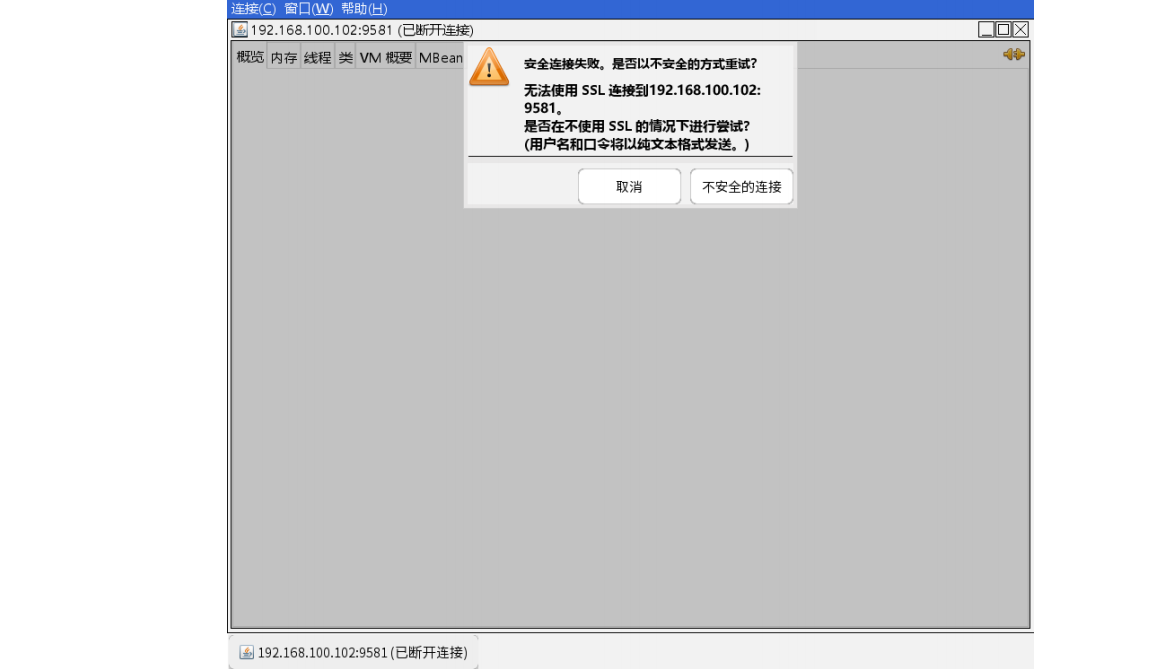 连接(C) 窗口(W) 帮助(H)
192.168.100.102:9581 (已断开连接)
概览 内存 线程 类 VM 概要 MBean
安全连接失败。是否以不安全的方式重试?
无法使用 SSL 连接到192.168.100.102:
9581。
是否在不使用 SSL 的情况下进行尝试?
(用户名和口令将以纯文本格式发送。)
取消 不安全的连接
192.168.100.102:9581 (已断开连接)